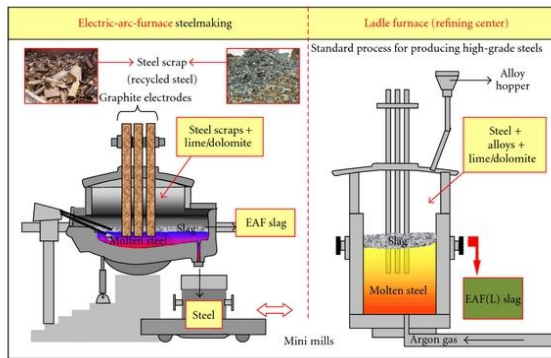 Electric-arc-furnace steelmaking
Ladle furnace (refining center)
Standard process for producing high-grade steels
Steel scrap
(recycled steel)
Graphite electrodes
Steel scraps +
lime/dolomite
Slag
Molten steel
EAF slag
Steel
Mini mills
Alloy
hopper
Steel +
alloys +
lime/dolomite
Slag
Molten steel
EAF(L) slag
Argon gas